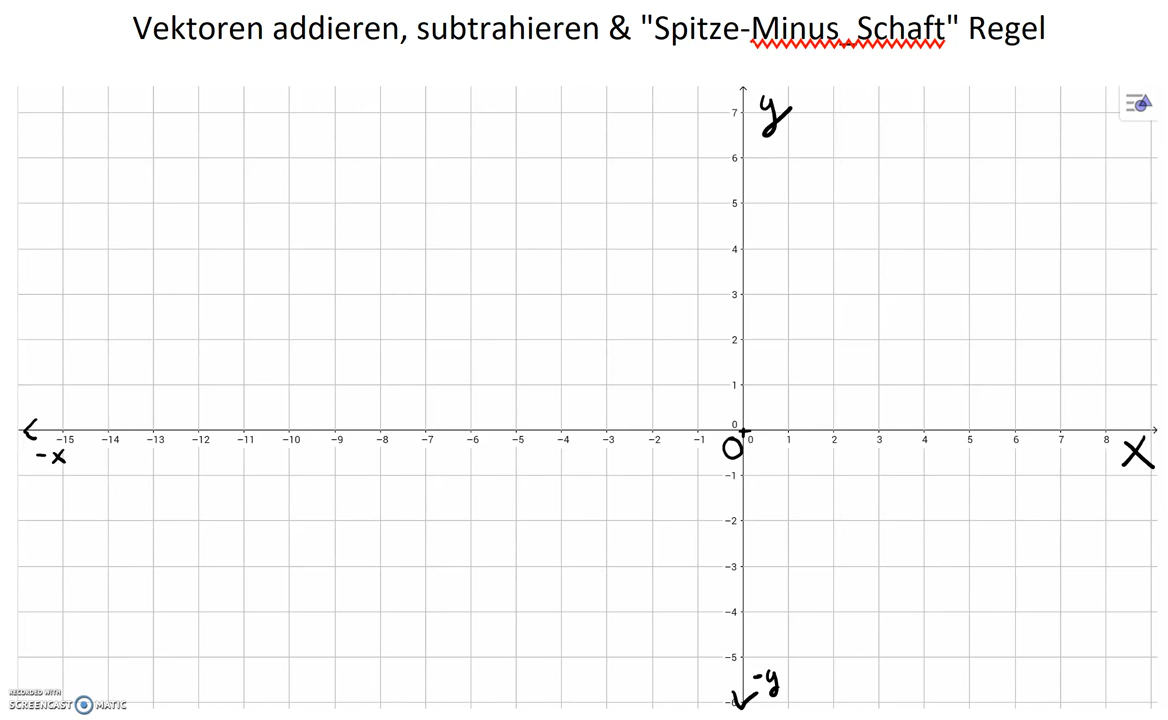 Vektoren addieren, subtrahieren & "Spitze-Minus_Schaft" Regel
y
7
6
5
4
3
2
1
0
−15 −14 −13 −12 −11 −10 −9 −8 −7 −6 −5 −4 −3 −2 −1 0 1 2 3 4 5 6 7 8
-x O X
−1
−2
−3
−4
−5
-y
−6
RECORDED WITH
SCREENCAST MATIC